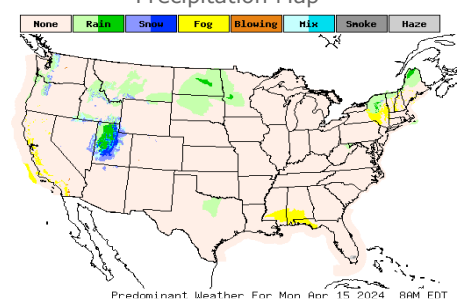 Precipitation Map
None Rain Snow Fog Blowing Mix Smoke Haze
Predominant Weather For Mon Apr 15 2024 8AM EDT